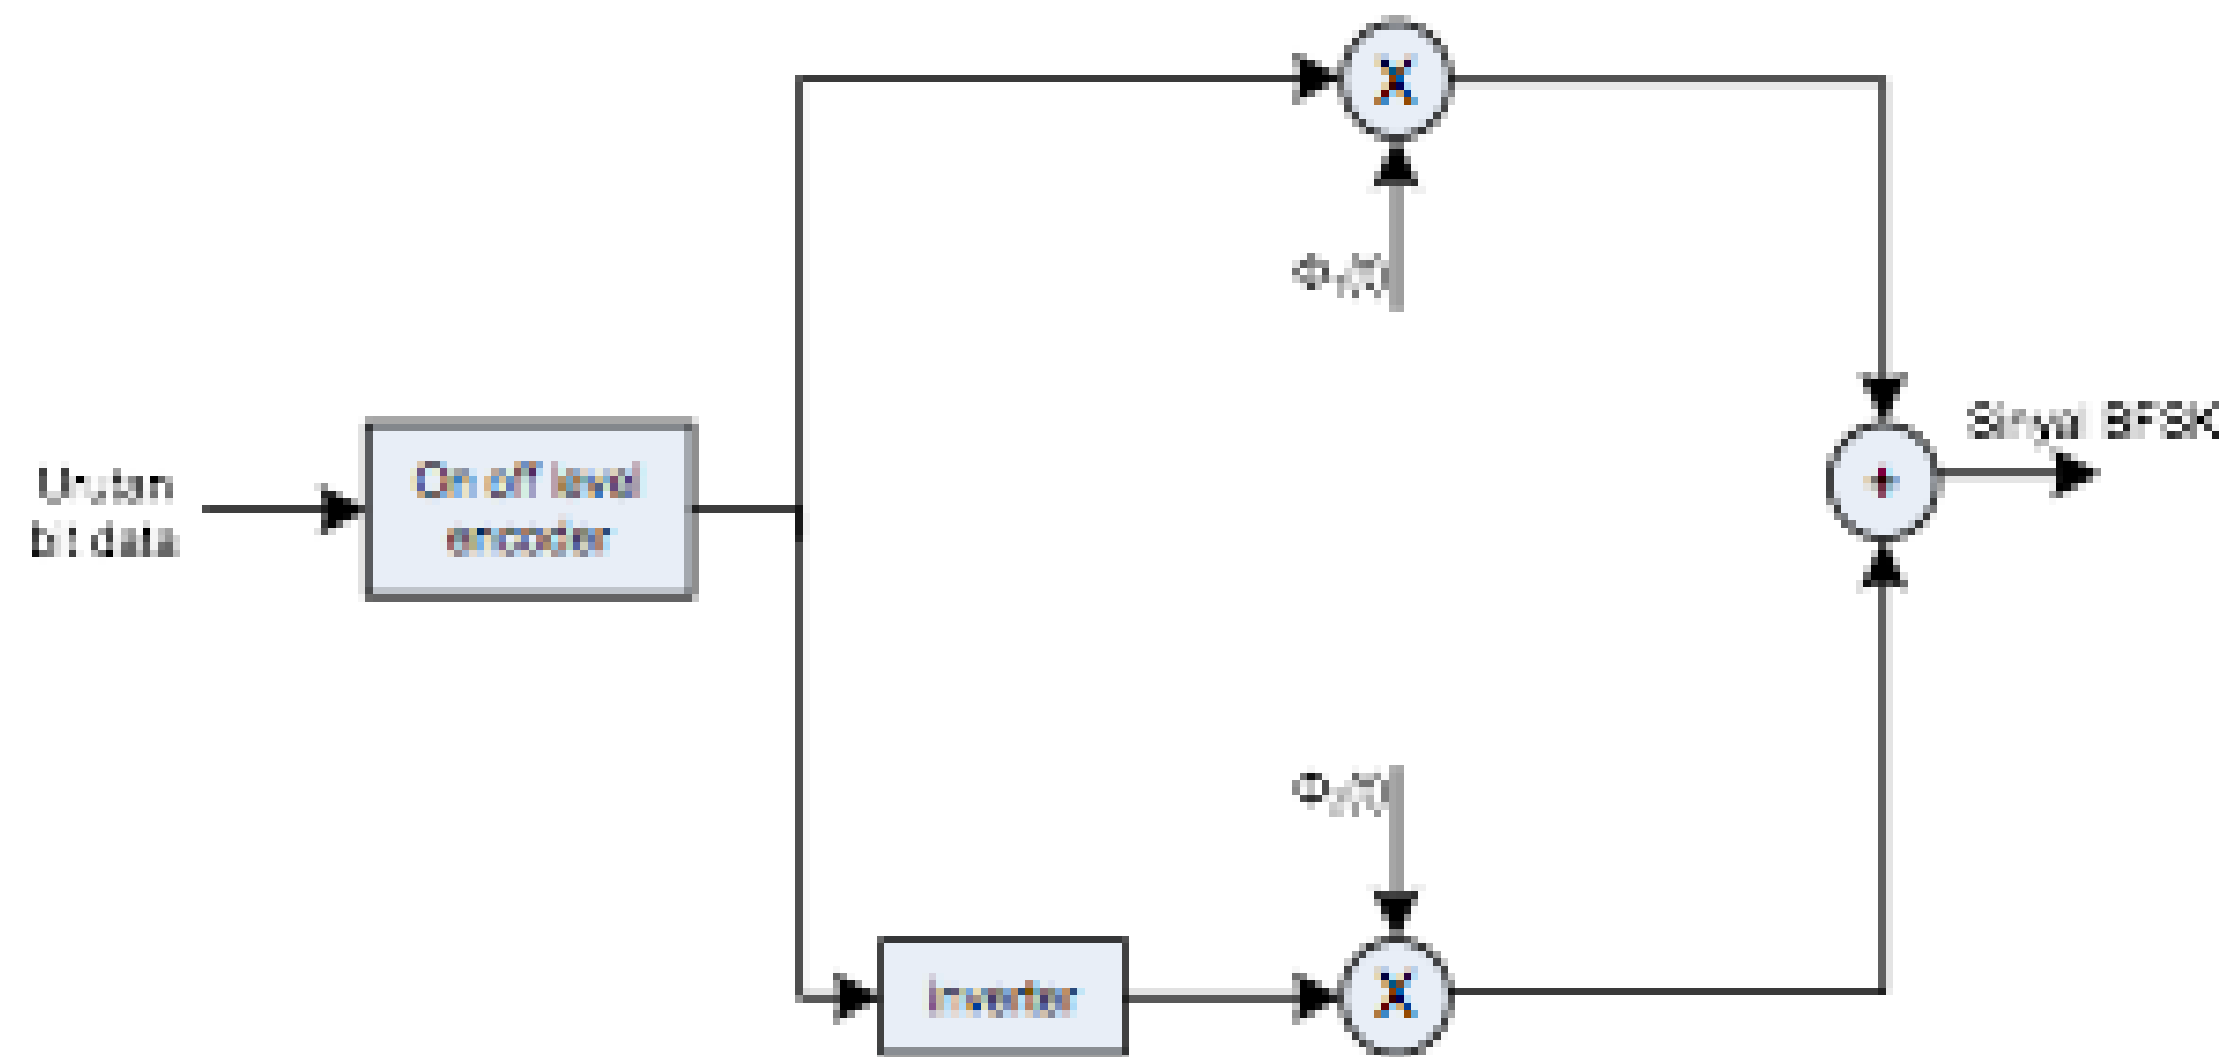 X
Φ₁(t)
Sinyal BFSK
Urutan
bit data
On off level
encoder
+
Φ₂(t)
inverter
X